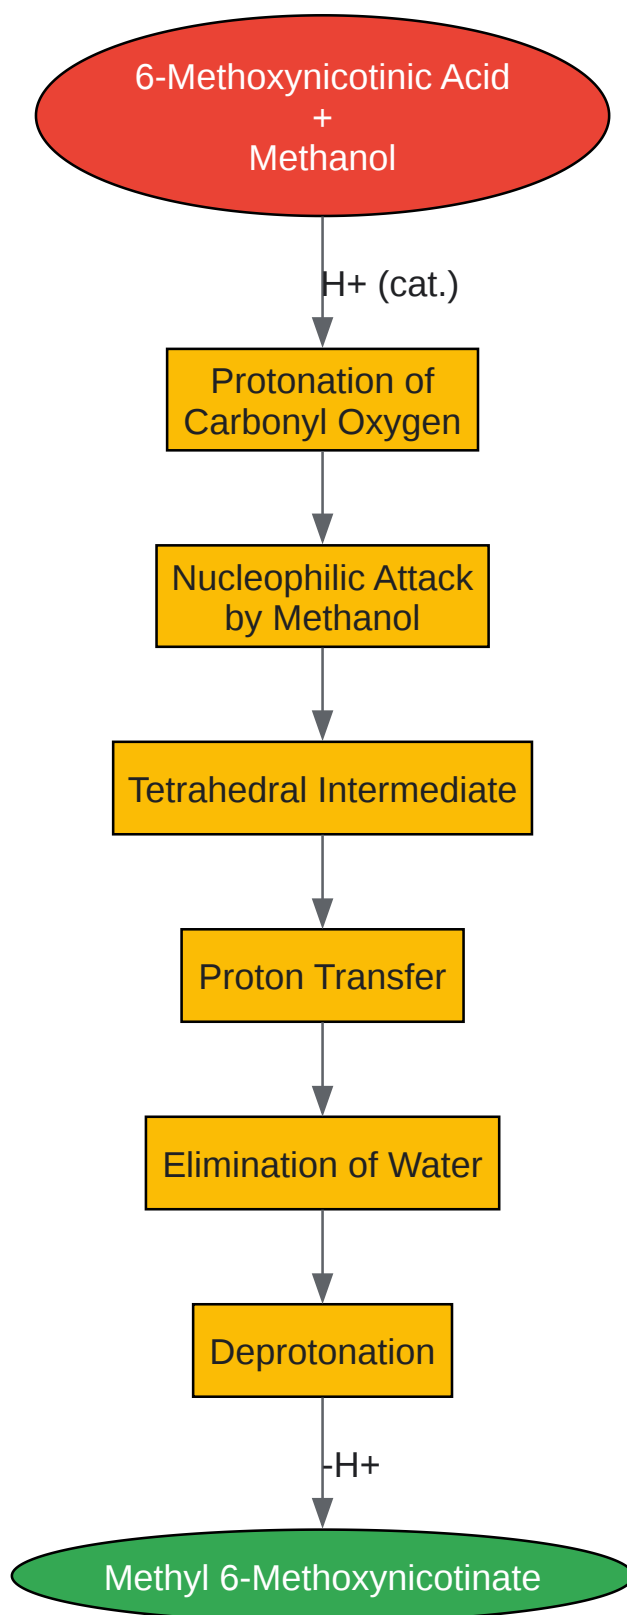 6-Methoxynicotinic Acid
+
Methanol
H+ (cat.)
Protonation of
Carbonyl Oxygen
Nucleophilic Attack
by Methanol
Tetrahedral Intermediate
Proton Transfer
Elimination of Water
Deprotonation
-H+
Methyl 6-Methoxynicotinate